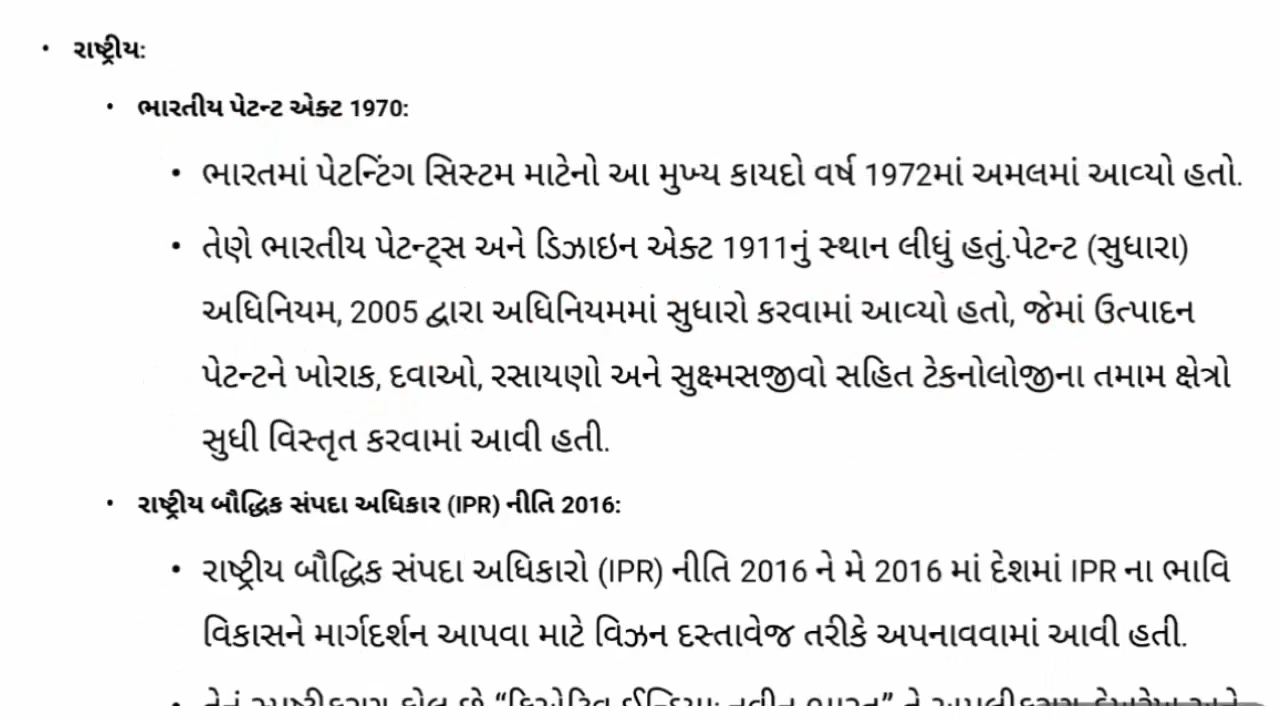 • રાષ્ટ્રીય:
• ભારતીય પેટન્ટ એક્ટ 1970:
• ભારતમાં પેટન્ટિંગ સિસ્ટમ માટેનો આ મુખ્ય કાયદો વર્ષ 1972માં અમલમાં આવ્યો હતો.
• તેણે ભારતીય પેટન્ટ્સ અને ડિઝાઇન એક્ટ 1911નું સ્થાન લીધું હતું.પેટન્ટ (સુધારા)
અધિનિયમ, 2005 દ્વારા અધિનિયમમાં સુધારો કરવામાં આવ્યો હતો, જેમાં ઉત્પાદન
પેટન્ટને ખોરાક, દવાઓ, રસાયણો અને સુક્ષ્મસજીવો સહિત ટેકનોલોજીના તમામ ક્ષેત્રો
સુધી વિસ્તૃત કરવામાં આવી હતી.
• રાષ્ટ્રીય બૌદ્ધિક સંપદા અધિકાર (IPR) નીતિ 2016:
• રાષ્ટ્રીય બૌદ્ધિક સંપદા અધિકારો (IPR) નીતિ 2016 ને મે 2016 માં દેશમાં IPR ના ભાવિ
વિકાસને માર્ગદર્શન આપવા માટે વિઝન દસ્તાવેજ તરીકે અપનાવવામાં આવી હતી.